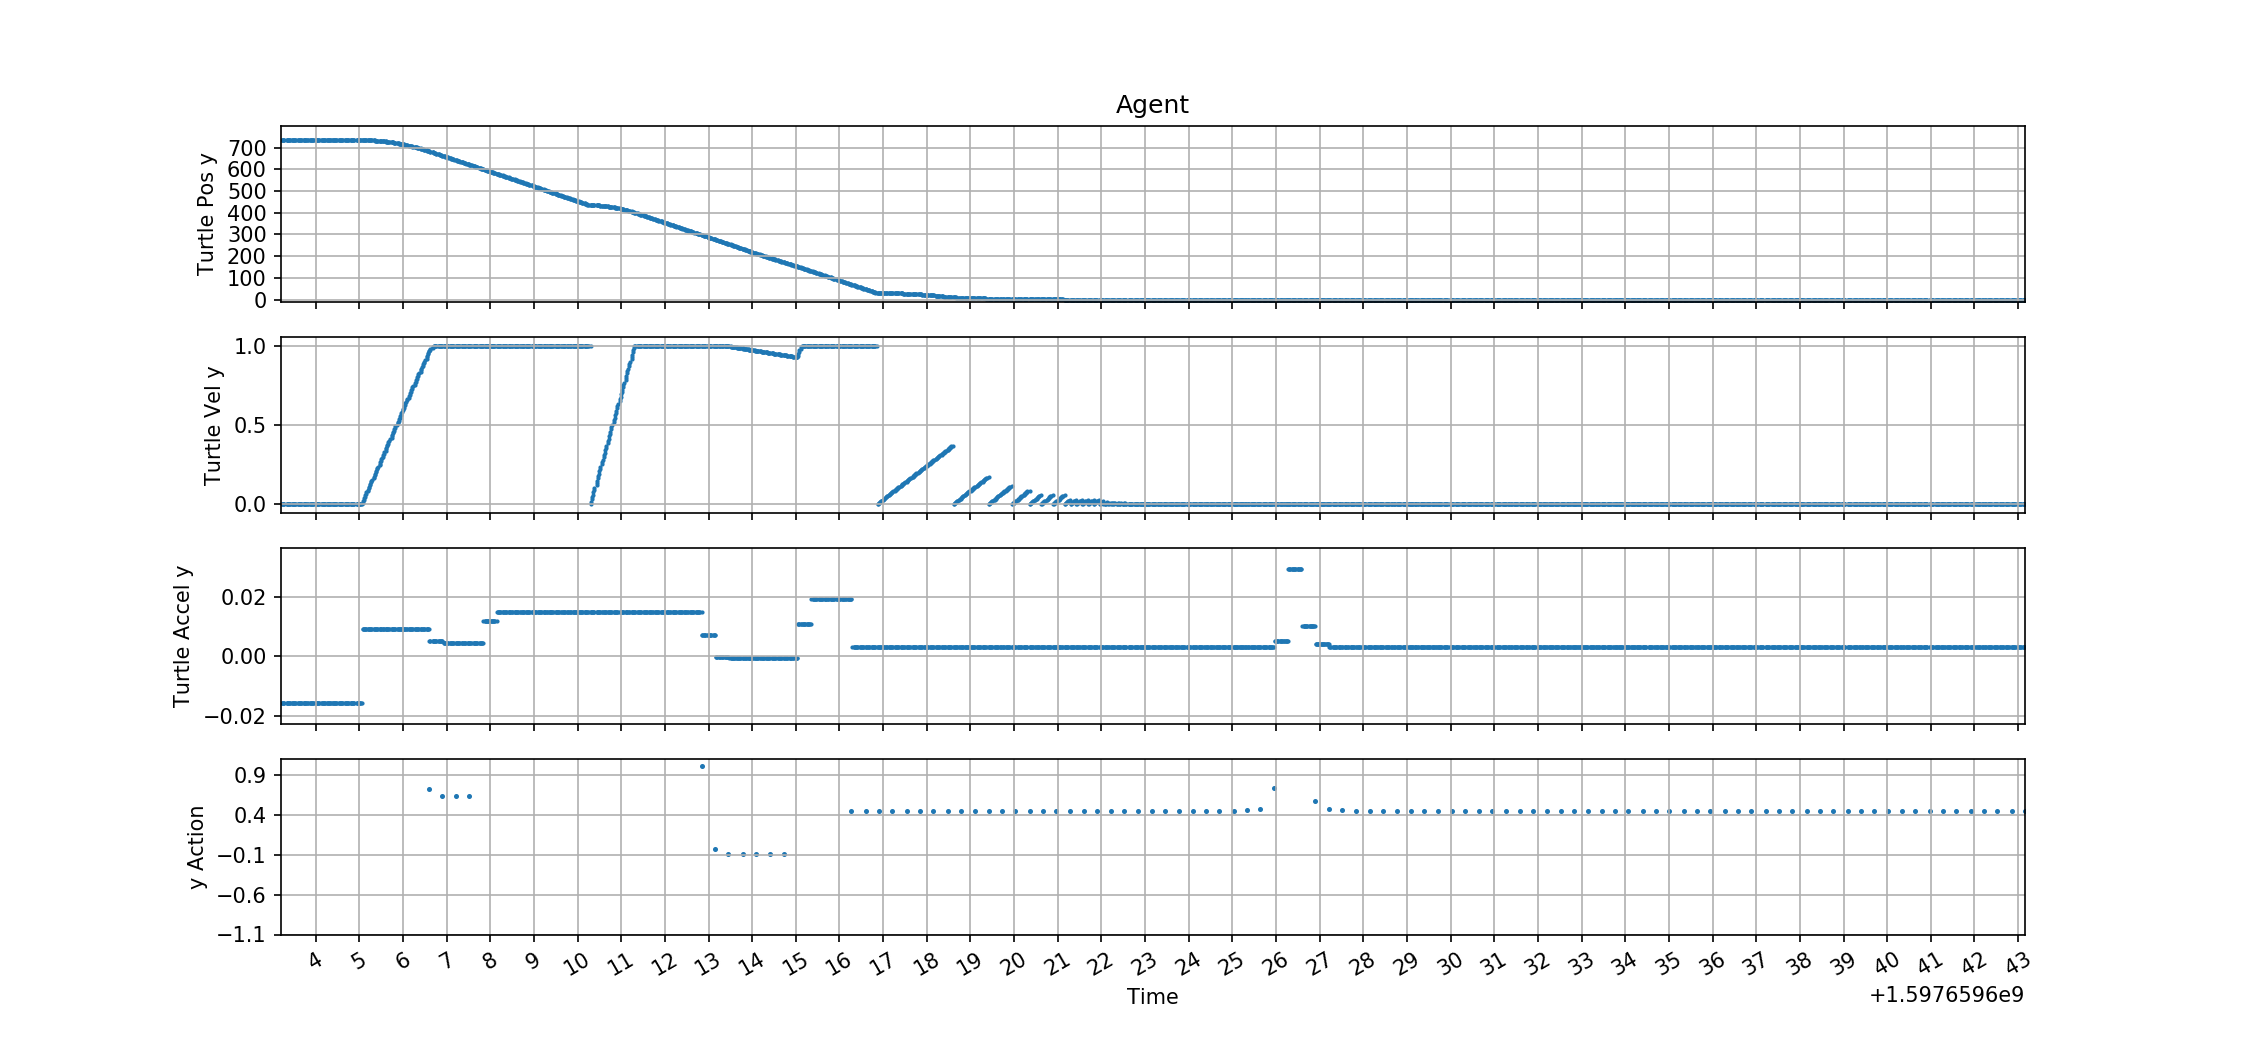 Agent
Turtle Pos y
700
600
500
400
300
200
100
0
Turtle Vel y
1.0
0.5
0.0
Turtle Accel y
0.02
0.00
−0.02
y Action
0.9
0.4
−0.1
−0.6
−1.1
4 5 6 7 8 9 10 11 12 13 14 15 16 17 18 19 20 21 22 23 24 25 26 27 28 29 30 31 32 33 34 35 36 37 38 39 40 41 42 43
Time
+1.5976596e9